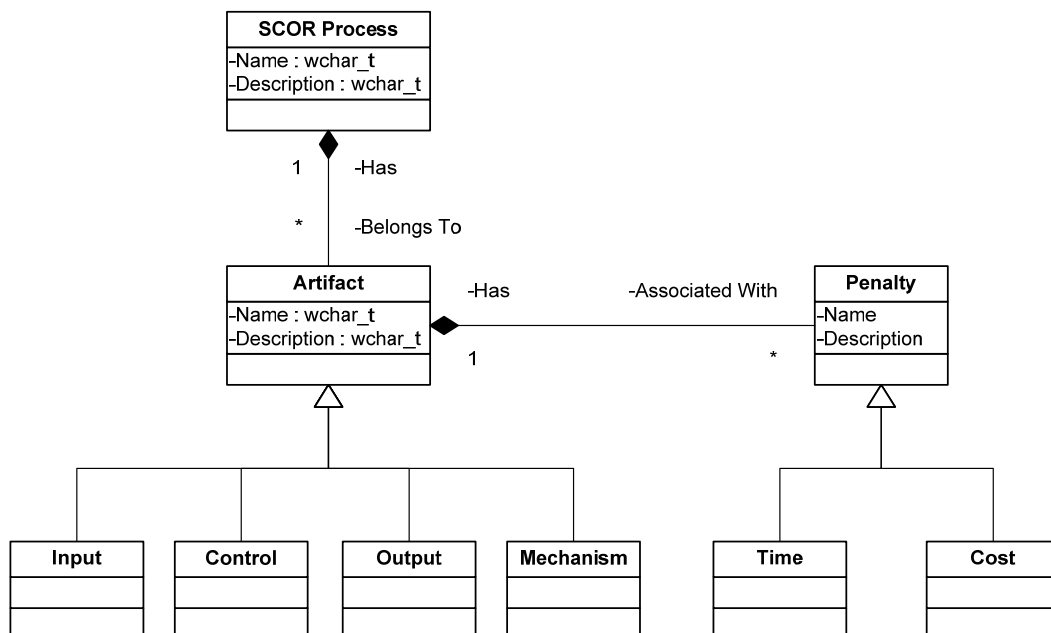 SCOR Process
-Name : wchar_t
-Description : wchar_t
1
-Has
*
-Belongs To
Artifact
-Name : wchar_t
-Description : wchar_t
-Has
-Associated With
1
*
Penalty
-Name
-Description
Input
Control
Output
Mechanism
Time
Cost